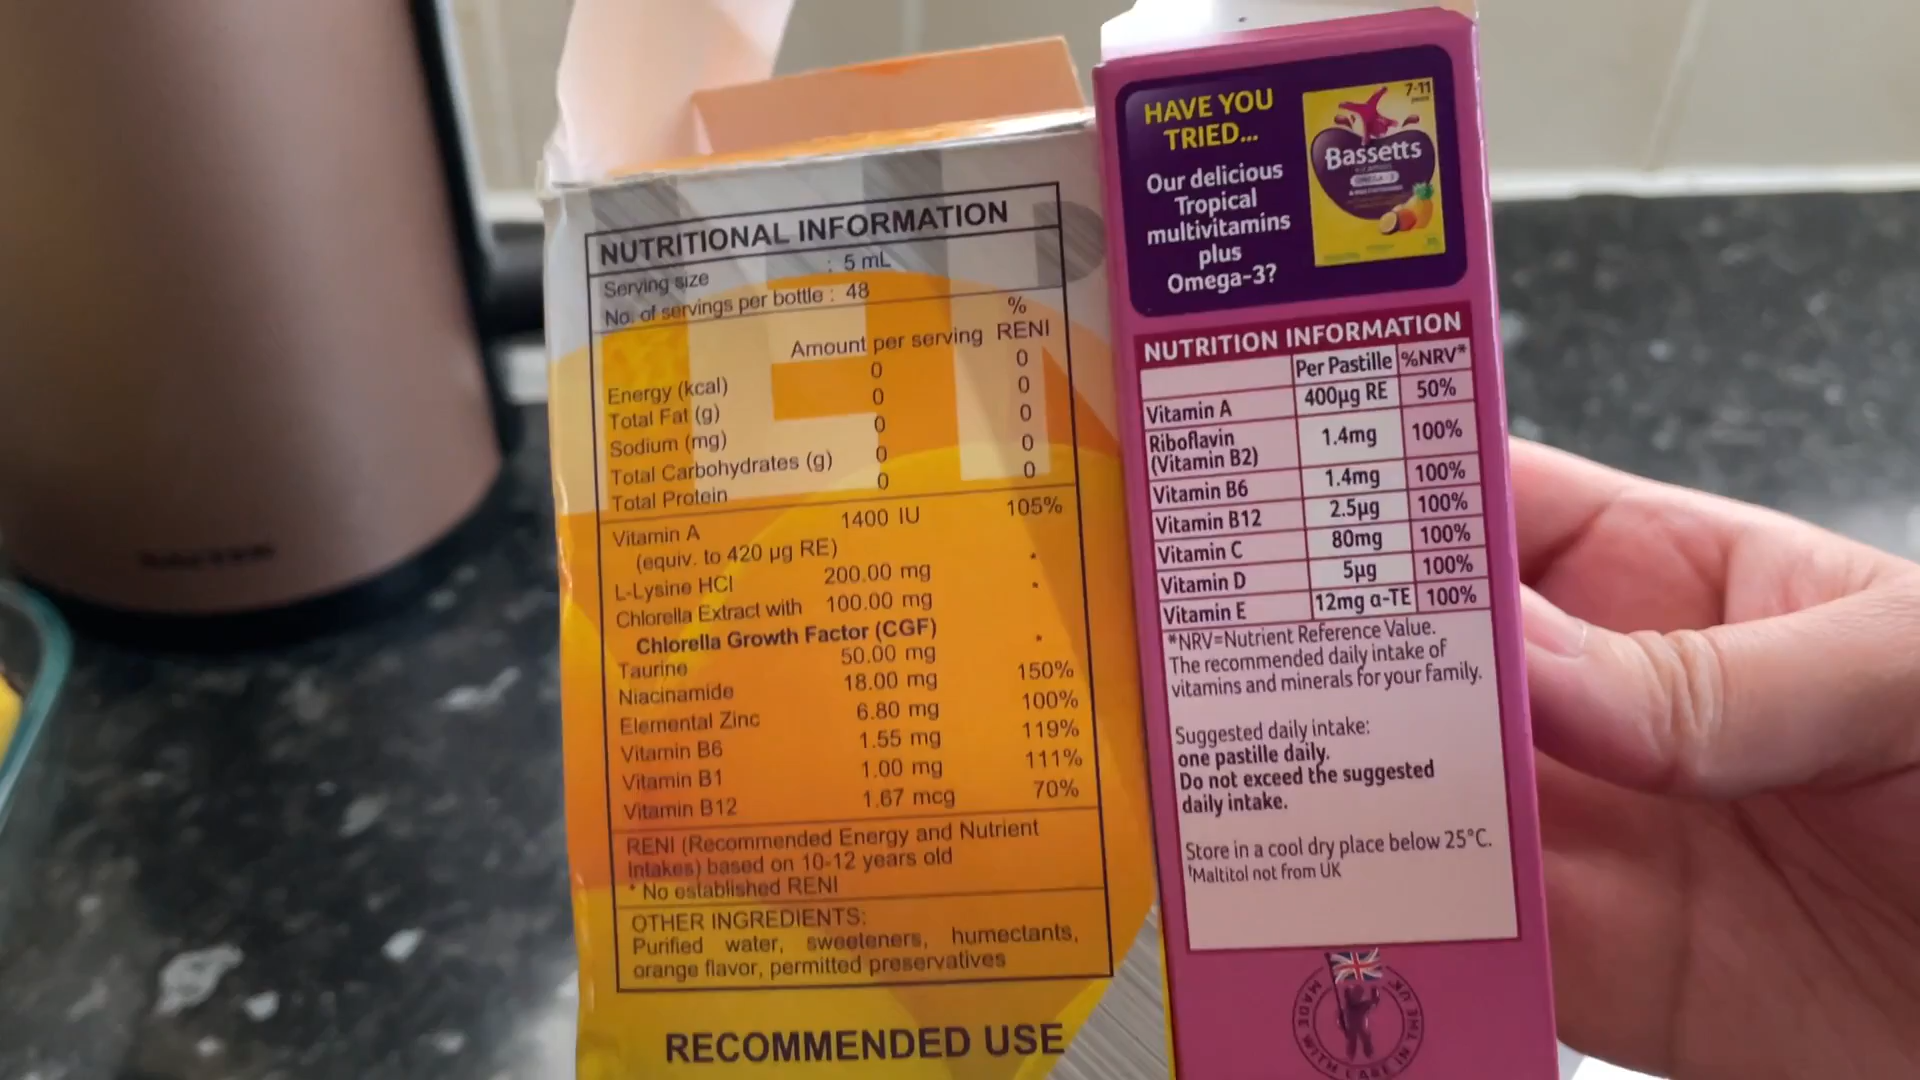 NUTRITIONAL INFORMATION
Serving size : 5 mL
No. of servings per bottle : 48
%
Amount per serving RENI
Energy (kcal) 0 0
Total Fat (g) 0 0
Sodium (mg) 0 0
Total Carbohydrates (g) 0 0
Total Protein 0 0
Vitamin A 1400 IU 105%
(equiv. to 420 µg RE)
L-Lysine HCl 200.00 mg *
Chlorella Extract with 100.00 mg *
Chlorella Growth Factor (CGF)
Taurine 50.00 mg *
Niacinamide 18.00 mg 150%
Elemental Zinc 6.80 mg 100%
Vitamin B6 1.55 mg 119%
Vitamin B1 1.00 mg 111%
Vitamin B12 1.67 mcg 70%
RENI (Recommended Energy and Nutrient
Intakes) based on 10-12 years old
* No established RENI
OTHER INGREDIENTS:
Purified water, sweeteners, humectants,
orange flavor, permitted preservatives
RECOMMENDED USE
HAVE YOU
TRIED...
Our delicious
Tropical
multivitamins
plus
Omega-3?
7-11
years
Bassetts
OMEGA-3
NUTRITION INFORMATION
Per Pastille %NRV*
Vitamin A 400µg RE 50%
Riboflavin
(Vitamin B2) 1.4mg 100%
Vitamin B6 1.4mg 100%
Vitamin B12 2.5µg 100%
Vitamin C 80mg 100%
Vitamin D 5µg 100%
Vitamin E 12mg α-TE 100%
*NRV=Nutrient Reference Value.
The recommended daily intake of
vitamins and minerals for your family.
Suggested daily intake:
one pastille daily.
Do not exceed the suggested
daily intake.
Store in a cool dry place below 25°C.
†Maltitol not from UK
MADE WITH CARE IN THE UK